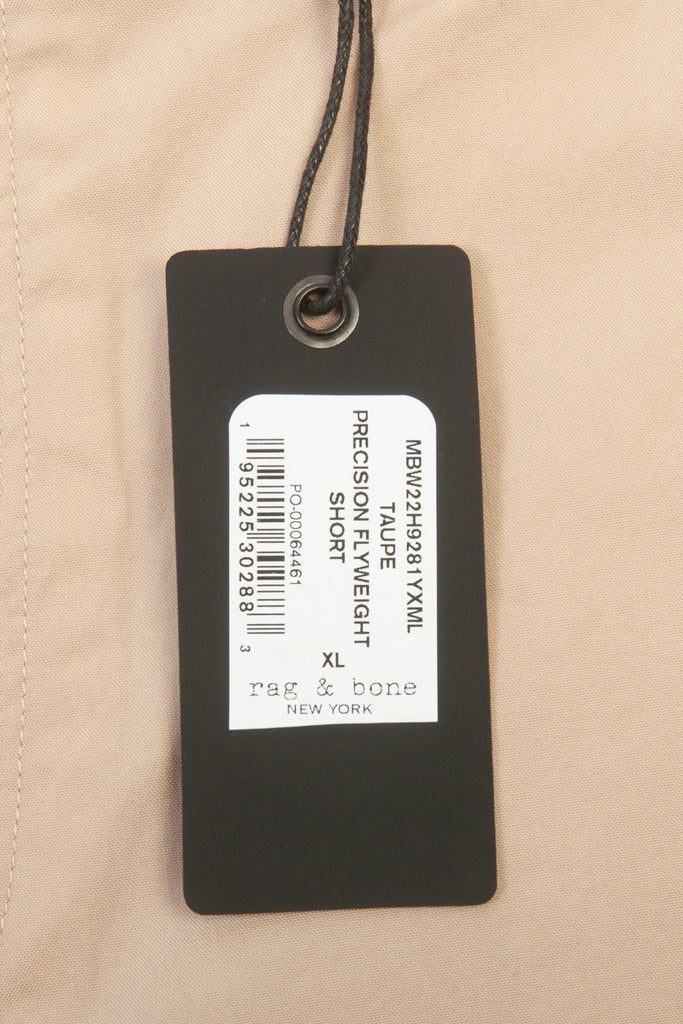 MBW22H9281YXML
TAUPE
PRECISION FLYWEIGHT
SHORT
PO-00064461
1 95225 30288 3
XL
rag & bone
NEW YORK